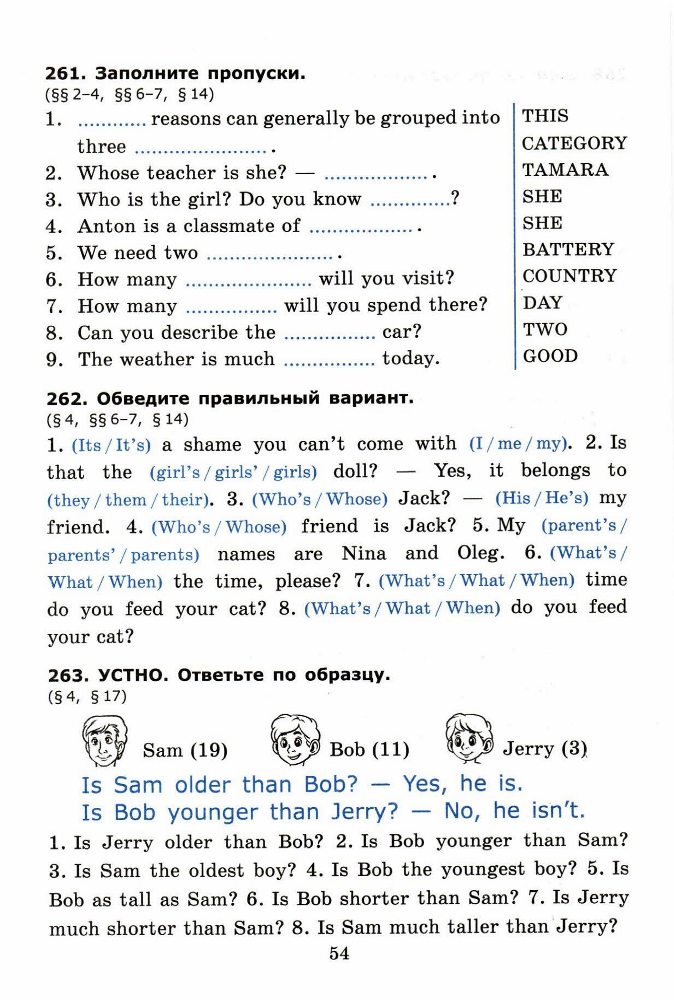 261. Заполните пропуски.
(§§ 2–4, §§ 6–7, § 14)
1. ............ reasons can generally be grouped into THIS
three ....................... . CATEGORY
2. Whose teacher is she? — .................. . TAMARA
3. Who is the girl? Do you know ..............? SHE
4. Anton is a classmate of .................. . SHE
5. We need two ...................... . BATTERY
6. How many ...................... will you visit? COUNTRY
7. How many ................ will you spend there? DAY
8. Can you describe the ................ car? TWO
9. The weather is much ................ today. GOOD
262. Обведите правильный вариант.
(§ 4, §§ 6–7, § 14)
1. (Its / It’s) a shame you can’t come with (I / me / my). 2. Is
that the (girl’s / girls’ / girls) doll? — Yes, it belongs to
(they / them / their). 3. (Who’s / Whose) Jack? — (His / He’s) my
friend. 4. (Who’s / Whose) friend is Jack? 5. My (parent’s /
parents’ / parents) names are Nina and Oleg. 6. (What’s /
What / When) the time, please? 7. (What’s / What / When) time
do you feed your cat? 8. (What’s / What / When) do you feed
your cat?
263. УСТНО. Ответьте по образцу.
(§ 4, § 17)
Sam (19) Bob (11) Jerry (3)
Is Sam older than Bob? — Yes, he is.
Is Bob younger than Jerry? — No, he isn’t.
1. Is Jerry older than Bob? 2. Is Bob younger than Sam?
3. Is Sam the oldest boy? 4. Is Bob the youngest boy? 5. Is
Bob as tall as Sam? 6. Is Bob shorter than Sam? 7. Is Jerry
much shorter than Sam? 8. Is Sam much taller than Jerry?
54